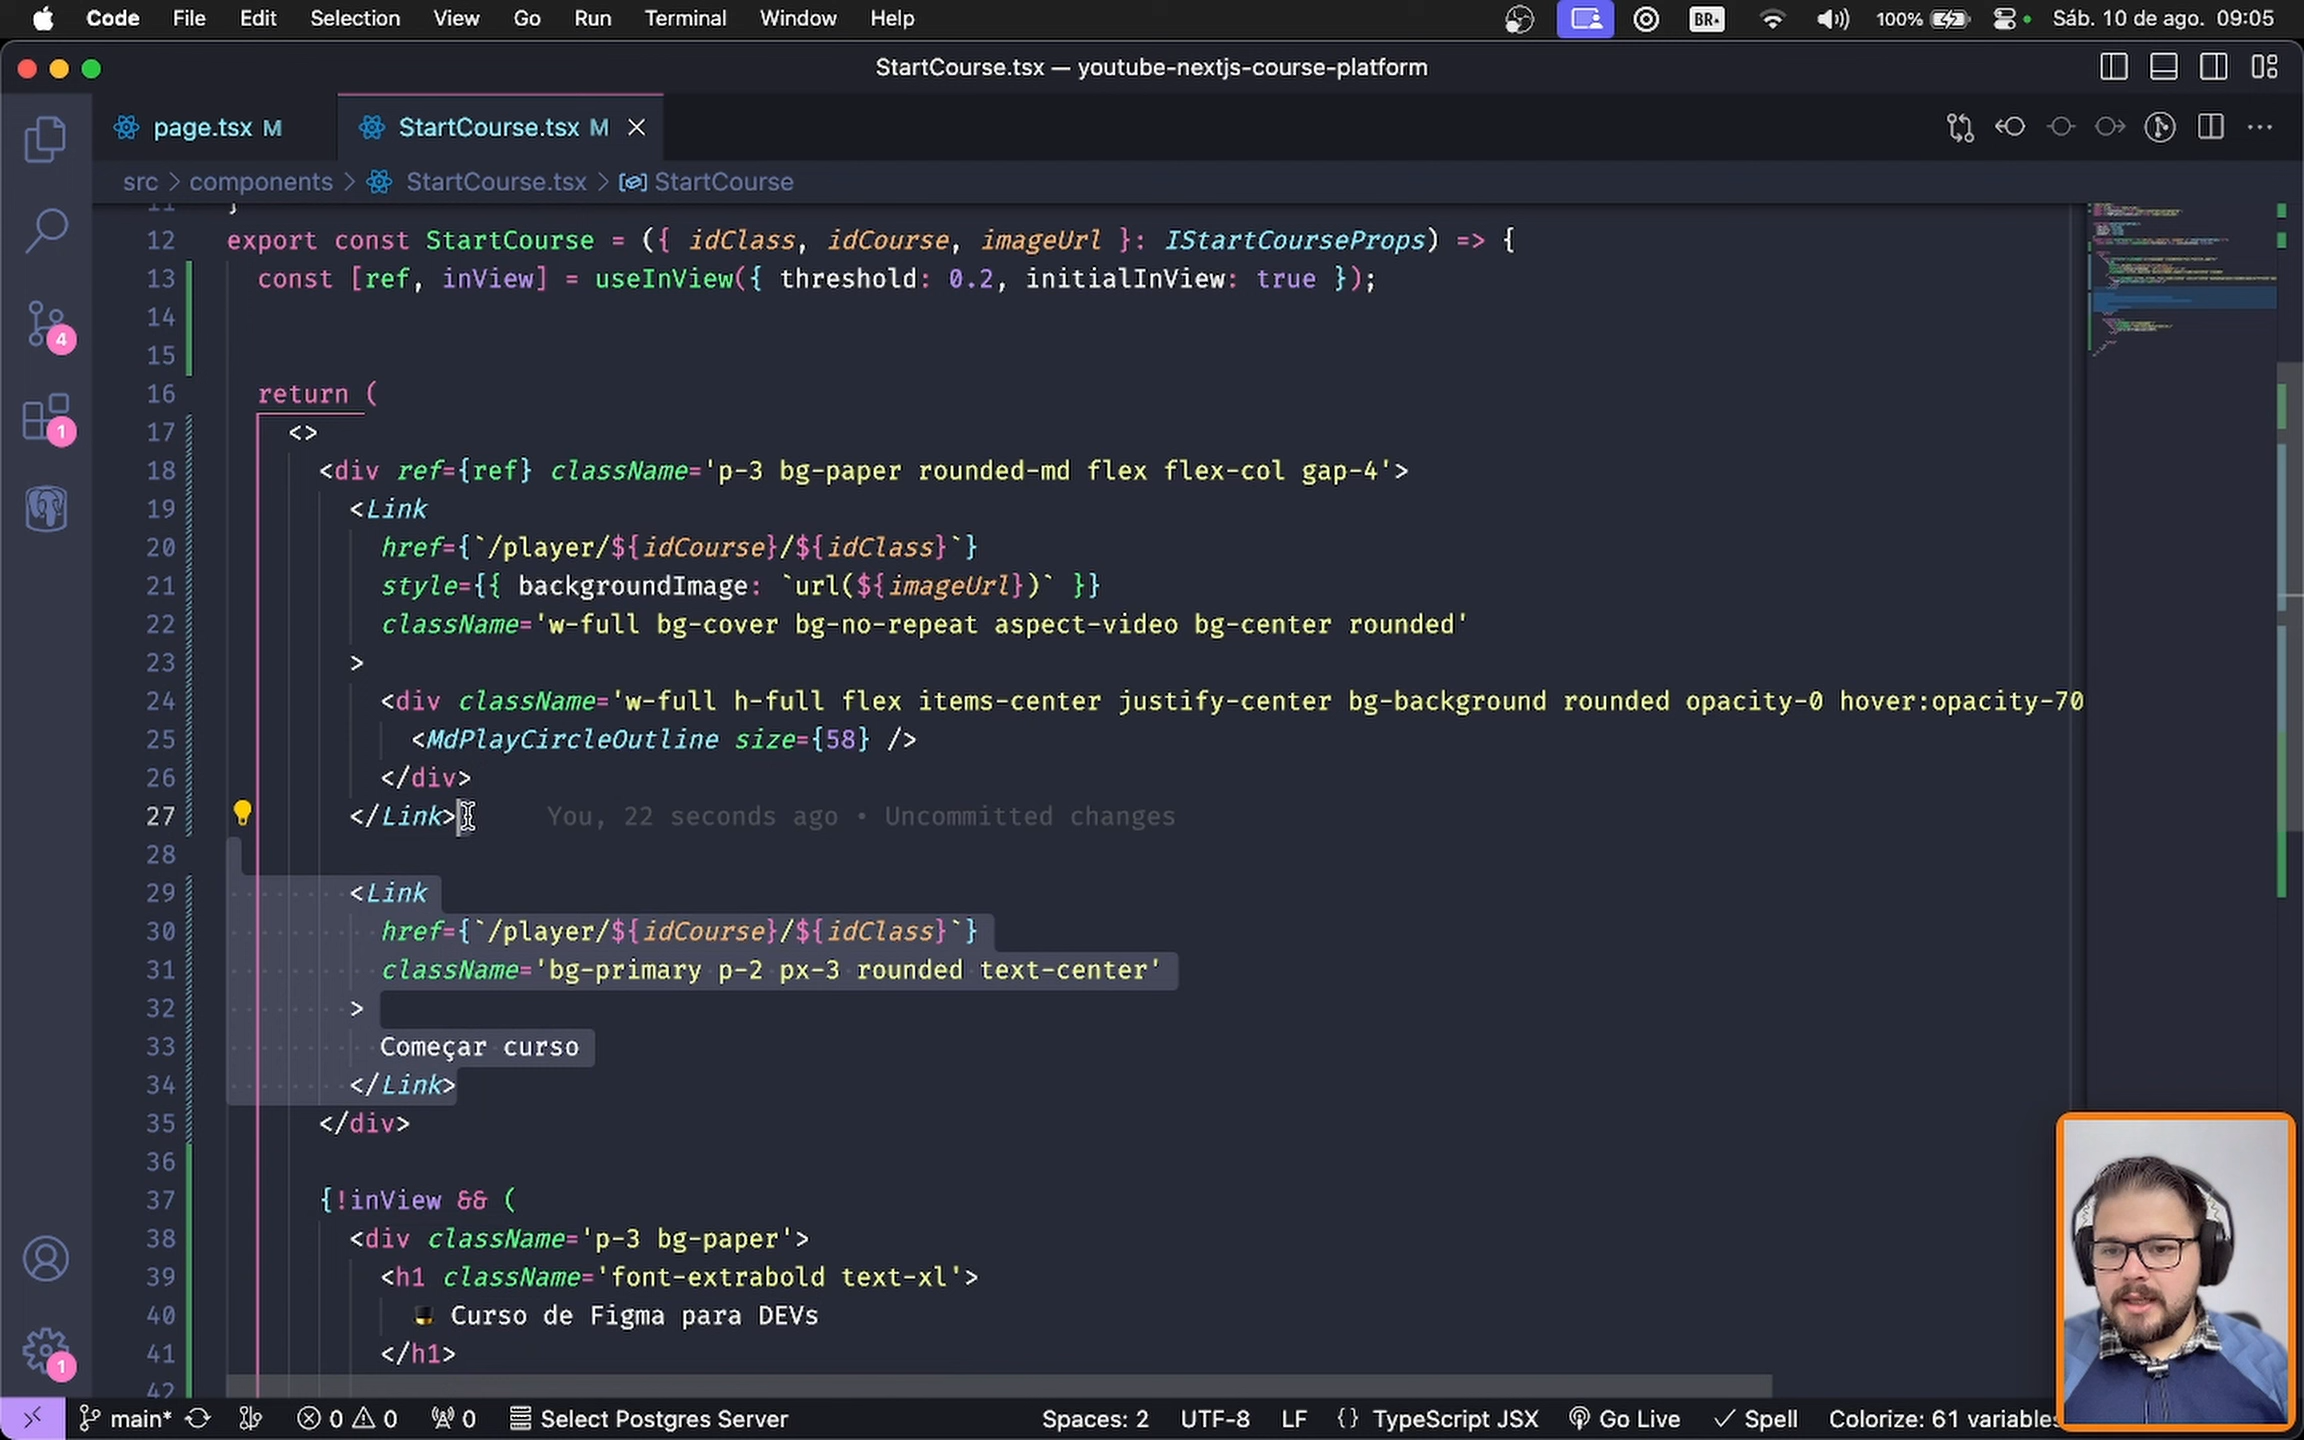 Code File Edit Selection View Go Run Terminal Window Help BR 100% Sáb. 10 de ago. 09:05
StartCourse.tsx — youtube-nextjs-course-platform
page.tsx M StartCourse.tsx M
src > components > StartCourse.tsx > StartCourse
11 }
12 export const StartCourse = ({ idClass, idCourse, imageUrl }: IStartCourseProps) => {
13 const [ref, inView] = useInView({ threshold: 0.2, initialInView: true });
14
15
16 return (
17 <>
18 <div ref={ref} className='p-3 bg-paper rounded-md flex flex-col gap-4'>
19 <Link
20 href={`/player/${idCourse}/${idClass}`}
21 style={{ backgroundImage: `url(${imageUrl})` }}
22 className='w-full bg-cover bg-no-repeat aspect-video bg-center rounded'
23 >
24 <div className='w-full h-full flex items-center justify-center bg-background rounded opacity-0 hover:opacity-70
25 <MdPlayCircleOutline size={58} />
26 </div>
27 </Link> You, 22 seconds ago • Uncommitted changes
28
29 <Link
30 href={`/player/${idCourse}/${idClass}`}
31 className='bg-primary p-2 px-3 rounded text-center'
32 >
33 Começar curso
34 </Link>
35 </div>
36
37 {!inView && (
38 <div className='p-3 bg-paper'>
39 <h1 className='font-extrabold text-xl'>
40 🎩 Curso de Figma para DEVs
41 </h1>
42
4
1
1
main* 0 0 0 Select Postgres Server Spaces: 2 UTF-8 LF {} TypeScript JSX Go Live Spell Colorize: 61 variables